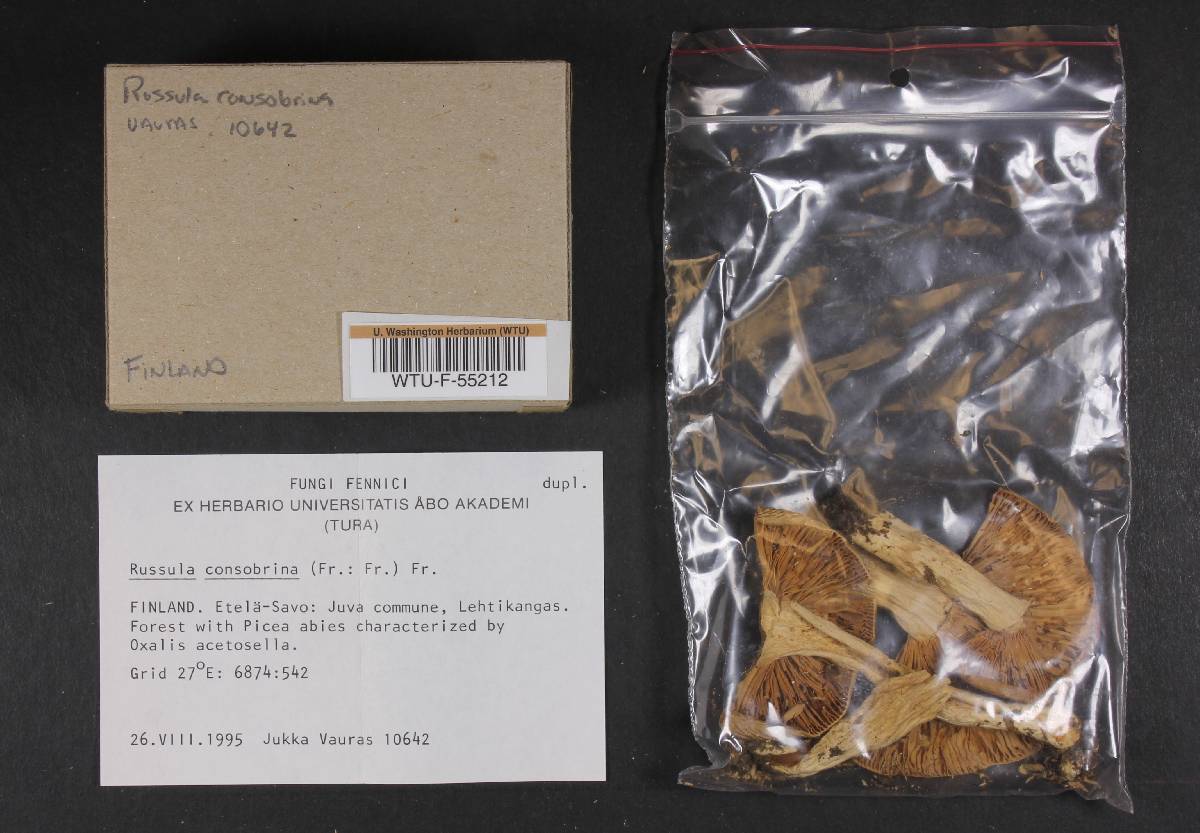 Russula consobrina
Vauras. 10642
FINLAND
U. Washington Herbarium (WTU)
WTU-F-55212
FUNGI FENNICI dupl.
EX HERBARIO UNIVERSITATIS ÅBO AKADEMI
(TURA)
Russula consobrina (Fr.: Fr.) Fr.
FINLAND. Etelä-Savo: Juva commune, Lehtikangas.
Forest with Picea abies characterized by
Oxalis acetosella.
Grid 27°E: 6874:542
26.VIII.1995 Jukka Vauras 10642